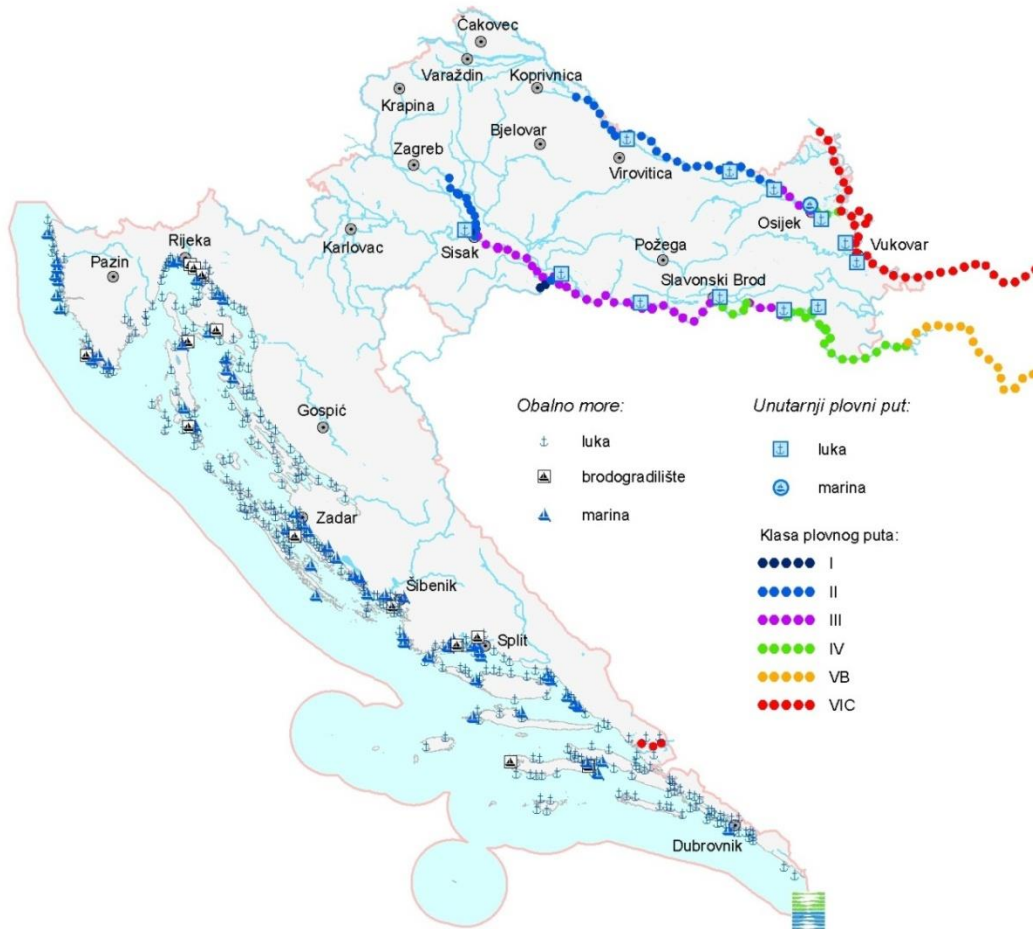 Čakovec
Varaždin
Koprivnica
Krapina
Bjelovar
Zagreb
Virovitica
Osijek
Rijeka
Karlovac
Sisak
Požega
Vukovar
Pazin
Slavonski Brod
Gospić
Obalno more:
luka
brodogradilište
marina
Unutarnji plovni put:
luka
marina
Klasa plovnog puta:
I
II
III
IV
VB
VIC
Zadar
Šibenik
Split
Dubrovnik